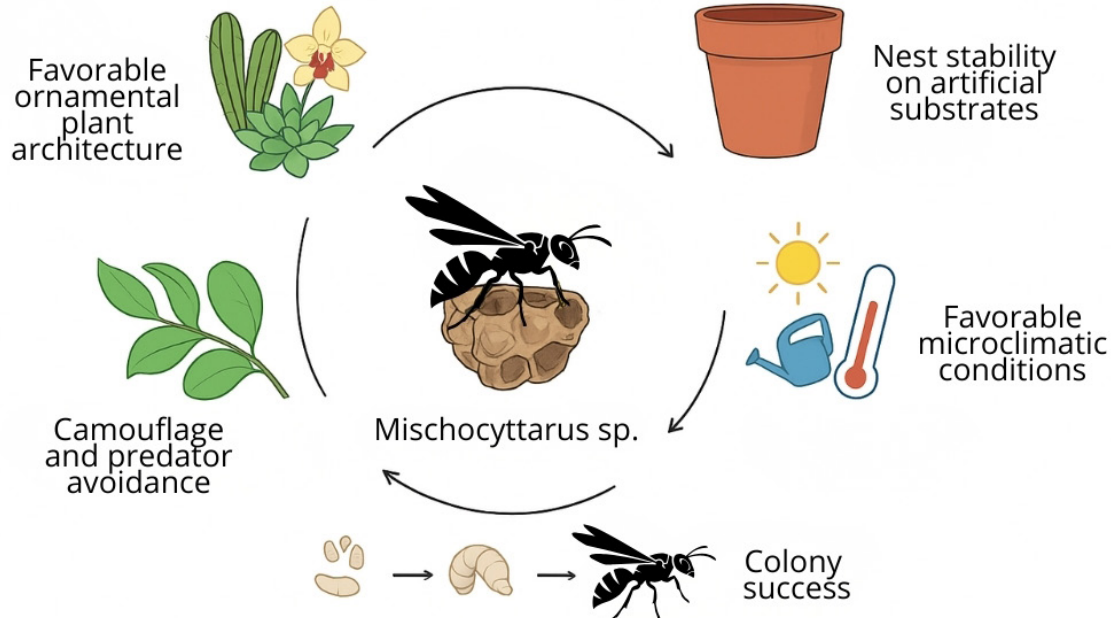 Favorable
ornamental
plant
architecture
Nest stability
on artificial
substrates
Favorable
microclimatic
conditions
Camouflage
and predator
avoidance
Mischocyttarus sp.
Colony
success